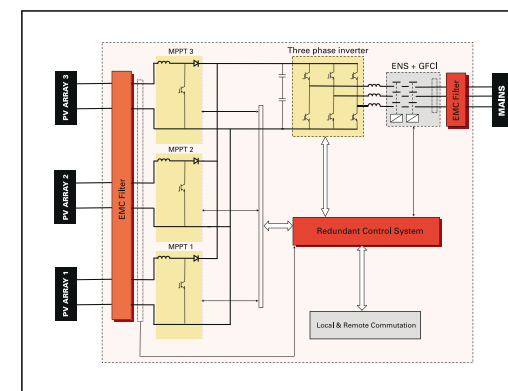 MPPT 3
Three phase inverter
ENS + GFCI
PV ARRAY 3
EMC Filter
MAINS
MPPT 2
PV ARRAY 2
EMC Filter
Redundant Control System
MPPT 1
PV ARRAY 1
Local & Remote Commutation